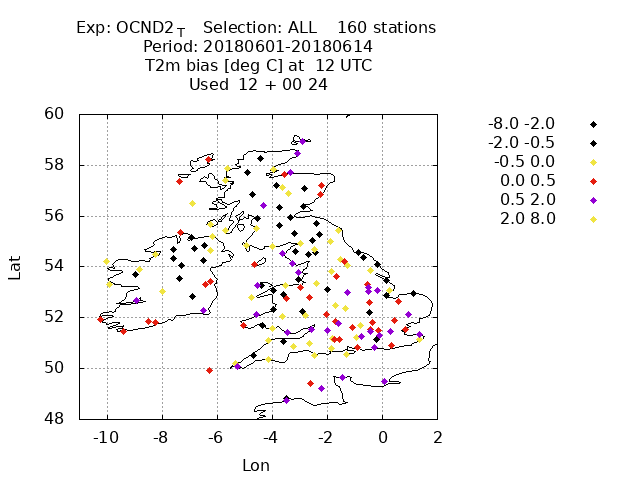 Exp: OCND2 T Selection: ALL 160 stations
Period: 20180601-20180614
T2m bias [deg C] at 12 UTC
Used 12 + 00 24
60
58
56
54
52
50
48
Lat
-10 -8 -6 -4 -2 0 2
Lon
-8.0 -2.0
-2.0 -0.5
-0.5 0.0
0.0 0.5
0.5 2.0
2.0 8.0